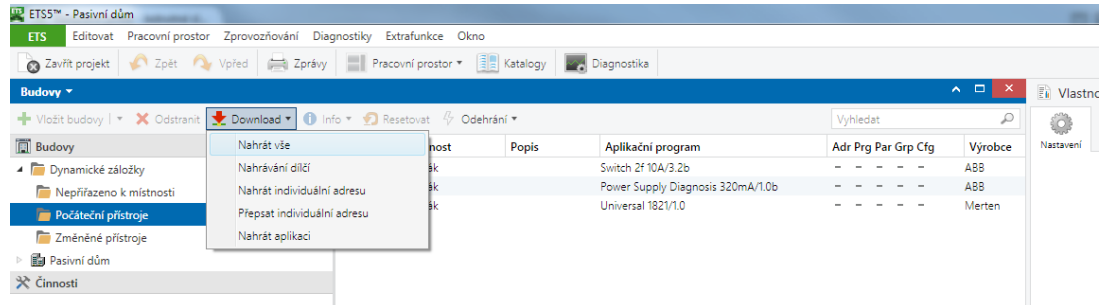 ETS5™ - Pasivní dům
ETS Editovat Pracovní prostor Zprovozňování Diagnostiky Extrafunkce Okno
Zavřít projekt Zpět Vpřed Zprávy Pracovní prostor Katalogy Diagnostika
Budovy
Vložit budovy Odstranit Download Info Resetovat Odehrání Vyhledat
Budovy
Dynamické záložky
Nepřiřazeno k místnosti
Počáteční přístroje
Změněné přístroje
Pasivní dům
Činnosti
Nahrát vše
Nahrávání dílčí
Nahrát individuální adresu
Přepsat individuální adresu
Nahrát aplikaci
nost Popis Aplikační program Adr Prg Par Grp Cfg Výrobce
ák Switch 2f 10A/3.2b – – – – – ABB
ák Power Supply Diagnosis 320mA/1.0b – – – – – ABB
ák Universal 1821/1.0 – – – – – Merten
Vlastno
Nastavení